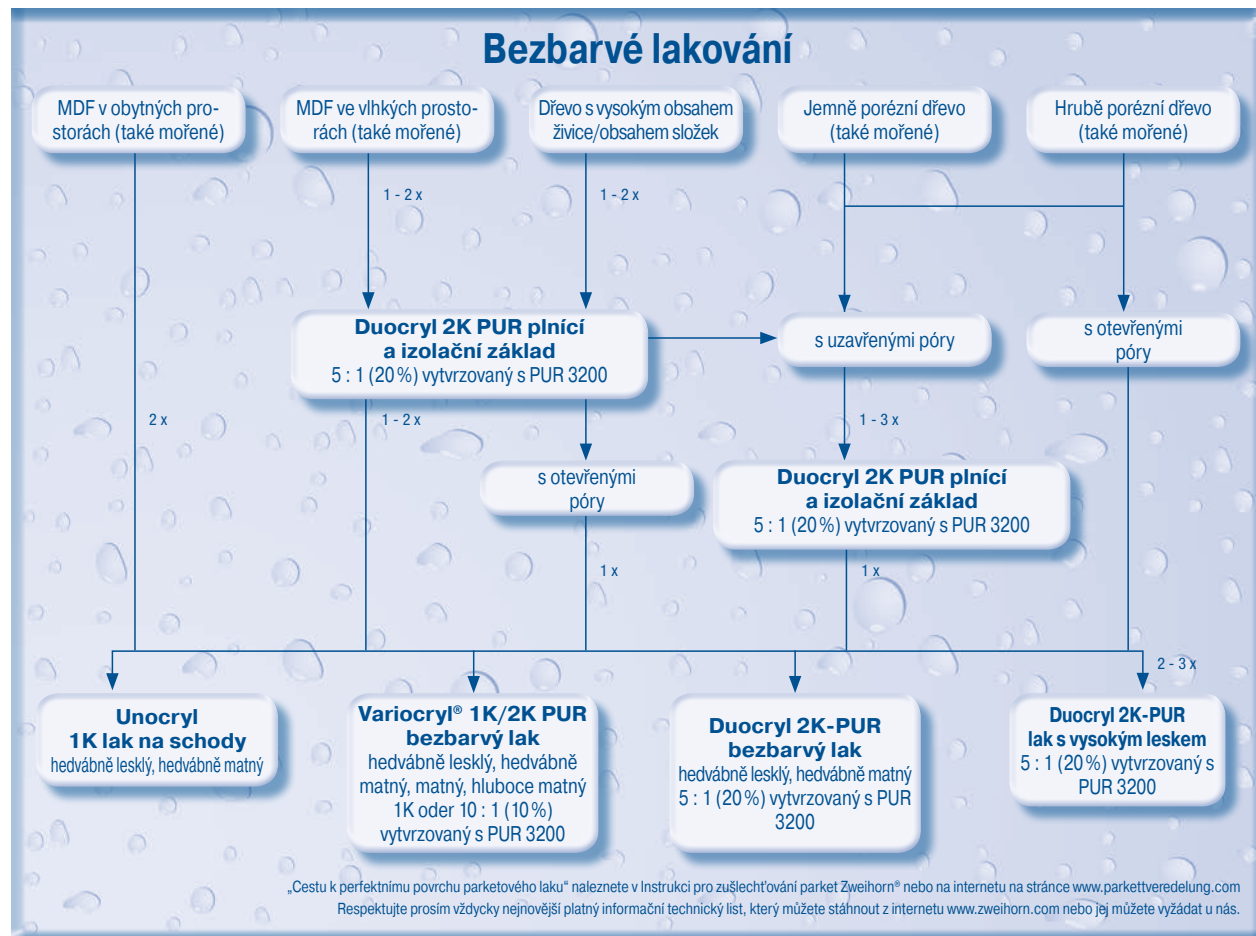 Bezbarvé lakování
MDF v obytných pro-
storách (také mořené)
MDF ve vlhkých prosto-
rách (také mořené)
Dřevo s vysokým obsahem
živice/obsahem složek
Jemně porézní dřevo
(také mořené)
Hrubě porézní dřevo
(také mořené)
1 - 2 x
1 - 2 x
Duocryl 2K PUR plnící
a izolační základ
5 : 1 (20 %) vytvrzovaný s PUR 3200
s uzavřenými póry
s otevřenými
póry
2 x
1 - 2 x
1 - 3 x
s otevřenými
póry
Duocryl 2K PUR plnící
a izolační základ
5 : 1 (20 %) vytvrzovaný s PUR 3200
1 x
1 x
2 - 3 x
Unocryl
1K lak na schody
hedvábně lesklý, hedvábně matný
Variocryl® 1K/2K PUR
bezbarvý lak
hedvábně lesklý, hedvábně
matný, matný, hluboce matný
1K oder 10 : 1 (10 %)
vytvrzovaný s PUR 3200
Duocryl 2K-PUR
bezbarvý lak
hedvábně lesklý, hedvábně matný
5 : 1 (20 %) vytvrzovaný s PUR
3200
Duocryl 2K-PUR
lak s vysokým leskem
5 : 1 (20 %) vytvrzovaný s
PUR 3200
„Cestu k perfektnímu povrchu parketového laku“ naleznete v Instrukci pro zušlechťování parket Zweihorn® nebo na internetu na stránce www.parkettveredelung.com
Respektujte prosím vždycky nejnovější platný informační technický list, který můžete stáhnout z internetu www.zweihorn.com nebo jej můžete vyžádat u nás.